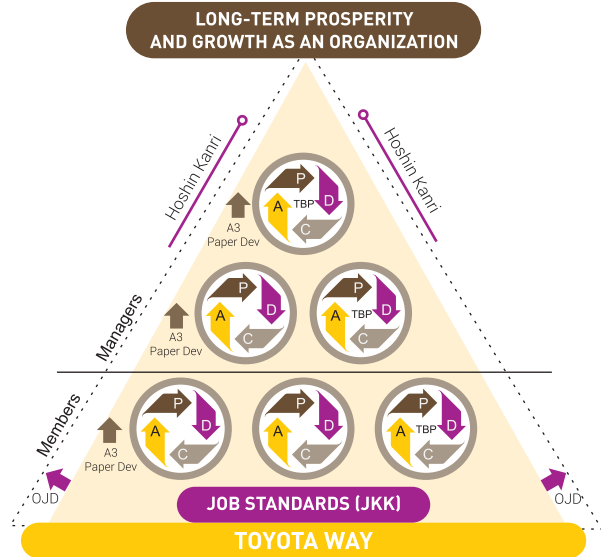 LONG-TERM PROSPERITY
AND GROWTH AS AN ORGANIZATION
Hoshin Kanri
Hoshin Kanri
P
A TBP D
C
A3
Paper Dev
Managers
P
A D
C
P
A TBP D
C
A3
Paper Dev
Members
P
A D
C
P
A D
C
P
A TBP D
C
A3
Paper Dev
OJD
OJD
JOB STANDARDS (JKK)
TOYOTA WAY